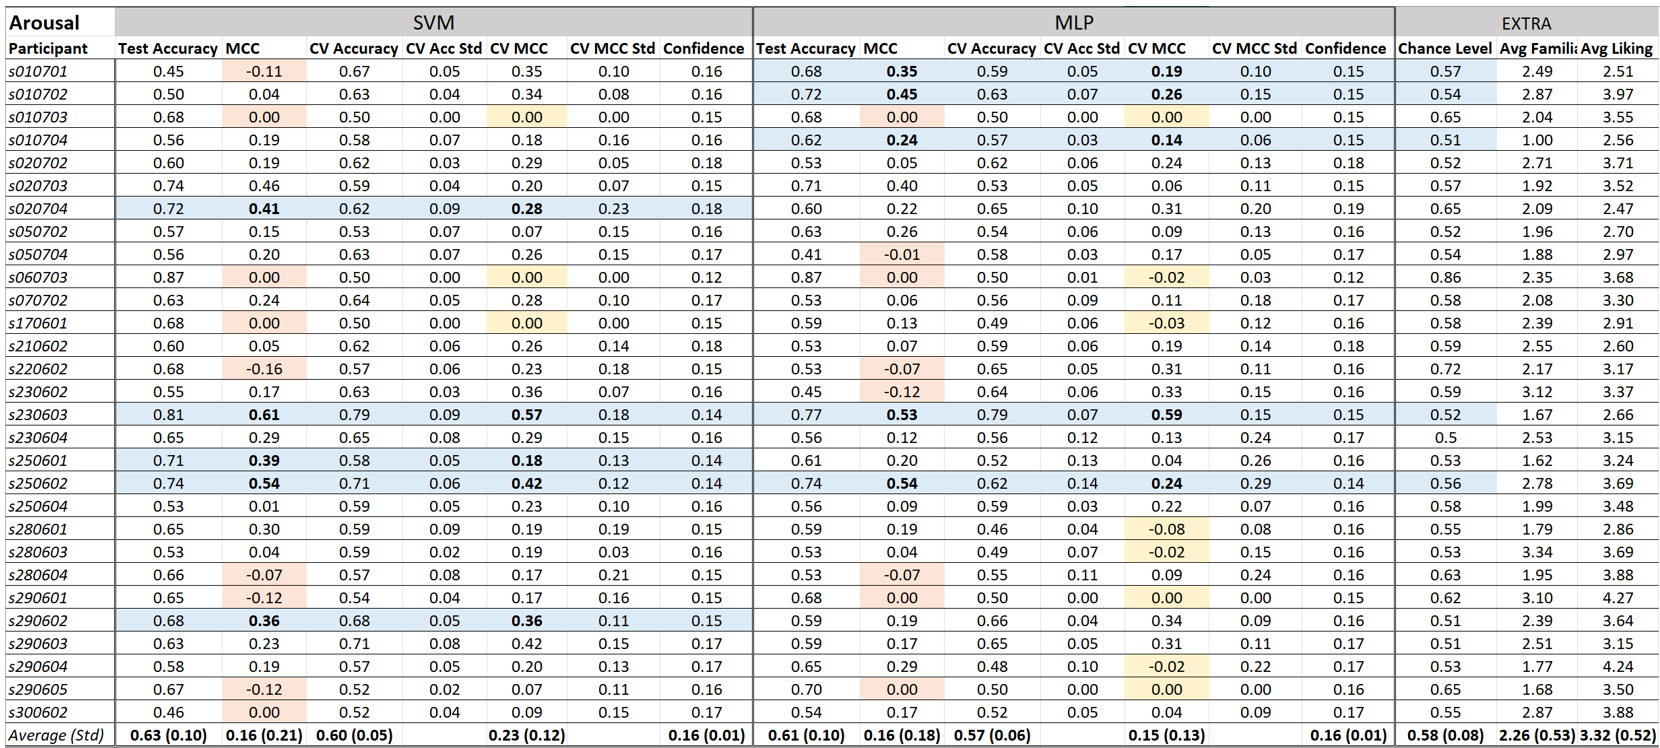 Arousal SVM MLP EXTRA
Participant Test Accuracy MCC CV Accuracy CV Acc Std CV MCC CV MCC Std Confidence Test Accuracy MCC CV Accuracy CV Acc Std CV MCC CV MCC Std Confidence Chance Level Avg Famili Avg Liking
s010701 0.45 -0.11 0.67 0.05 0.35 0.10 0.16 0.68 0.35 0.59 0.05 0.19 0.10 0.15 0.57 2.49 2.51
s010702 0.50 0.04 0.63 0.04 0.34 0.08 0.16 0.72 0.45 0.63 0.07 0.26 0.15 0.15 0.54 2.87 3.97
s010703 0.68 0.00 0.50 0.00 0.00 0.00 0.15 0.68 0.00 0.50 0.00 0.00 0.00 0.15 0.65 2.04 3.55
s010704 0.56 0.19 0.58 0.07 0.18 0.16 0.16 0.62 0.24 0.57 0.03 0.14 0.06 0.15 0.51 1.00 2.56
s020702 0.60 0.19 0.62 0.03 0.29 0.05 0.18 0.53 0.05 0.62 0.06 0.24 0.13 0.18 0.52 2.71 3.71
s020703 0.74 0.46 0.59 0.04 0.20 0.07 0.15 0.71 0.40 0.53 0.05 0.06 0.11 0.15 0.57 1.92 3.52
s020704 0.72 0.41 0.62 0.09 0.28 0.23 0.18 0.60 0.22 0.65 0.10 0.31 0.20 0.19 0.65 2.09 2.47
s050702 0.57 0.15 0.53 0.07 0.07 0.15 0.16 0.63 0.26 0.54 0.06 0.09 0.13 0.16 0.52 1.96 2.70
s050704 0.56 0.20 0.63 0.07 0.26 0.15 0.17 0.41 -0.01 0.58 0.03 0.17 0.05 0.17 0.54 1.88 2.97
s060703 0.87 0.00 0.50 0.00 0.00 0.00 0.12 0.87 0.00 0.50 0.01 -0.02 0.03 0.12 0.86 2.35 3.68
s070702 0.63 0.24 0.64 0.05 0.28 0.10 0.17 0.53 0.06 0.56 0.09 0.11 0.18 0.17 0.58 2.08 3.30
s170601 0.68 0.00 0.50 0.00 0.00 0.00 0.15 0.59 0.13 0.49 0.06 -0.03 0.12 0.16 0.58 2.39 2.91
s210602 0.60 0.05 0.62 0.06 0.26 0.14 0.18 0.53 0.07 0.59 0.06 0.19 0.14 0.18 0.59 2.55 2.60
s220602 0.68 -0.16 0.57 0.06 0.23 0.18 0.15 0.53 -0.07 0.65 0.05 0.31 0.11 0.16 0.72 2.17 3.17
s230602 0.55 0.17 0.63 0.03 0.36 0.07 0.16 0.45 -0.12 0.64 0.06 0.33 0.15 0.16 0.59 3.12 3.37
s230603 0.81 0.61 0.79 0.09 0.57 0.18 0.14 0.77 0.53 0.79 0.07 0.59 0.15 0.15 0.52 1.67 2.66
s230604 0.65 0.29 0.65 0.08 0.29 0.15 0.16 0.56 0.12 0.56 0.12 0.13 0.24 0.17 0.5 2.53 3.15
s250601 0.71 0.39 0.58 0.05 0.18 0.13 0.14 0.61 0.20 0.52 0.13 0.04 0.26 0.16 0.53 1.62 3.24
s250602 0.74 0.54 0.71 0.06 0.42 0.12 0.14 0.74 0.54 0.62 0.14 0.24 0.29 0.14 0.56 2.78 3.69
s250604 0.53 0.01 0.59 0.05 0.23 0.10 0.16 0.56 0.09 0.59 0.03 0.22 0.07 0.16 0.58 1.99 3.48
s280601 0.65 0.30 0.59 0.09 0.19 0.19 0.15 0.59 0.19 0.46 0.04 -0.08 0.08 0.16 0.55 1.79 2.86
s280603 0.53 0.04 0.59 0.02 0.19 0.03 0.16 0.53 0.04 0.49 0.07 -0.02 0.15 0.16 0.53 3.34 3.69
s280604 0.66 -0.07 0.57 0.08 0.17 0.21 0.15 0.53 -0.07 0.55 0.11 0.09 0.24 0.16 0.63 1.95 3.88
s290601 0.65 -0.12 0.54 0.04 0.17 0.16 0.15 0.68 0.00 0.50 0.00 0.00 0.00 0.15 0.62 3.10 4.27
s290602 0.68 0.36 0.68 0.05 0.36 0.11 0.15 0.59 0.19 0.66 0.04 0.34 0.09 0.16 0.51 2.39 3.64
s290603 0.63 0.23 0.71 0.08 0.42 0.15 0.17 0.59 0.17 0.65 0.05 0.31 0.11 0.17 0.51 2.51 3.15
s290604 0.58 0.19 0.57 0.06 0.20 0.13 0.17 0.65 0.29 0.48 0.10 -0.02 0.22 0.17 0.53 1.77 4.24
s290605 0.67 -0.12 0.52 0.02 0.07 0.11 0.16 0.70 0.00 0.50 0.00 0.00 0.00 0.16 0.65 1.68 3.50
s300602 0.46 0.00 0.52 0.04 0.09 0.15 0.17 0.54 0.17 0.52 0.05 0.04 0.09 0.17 0.55 2.87 3.88
Average (Std) 0.63 (0.10) 0.16 (0.21) 0.60 (0.05) 0.23 (0.12) 0.16 (0.01) 0.61 (0.10) 0.16 (0.18) 0.57 (0.06) 0.15 (0.13) 0.16 (0.01) 0.58 (0.08) 2.26 (0.53) 3.32 (0.52)